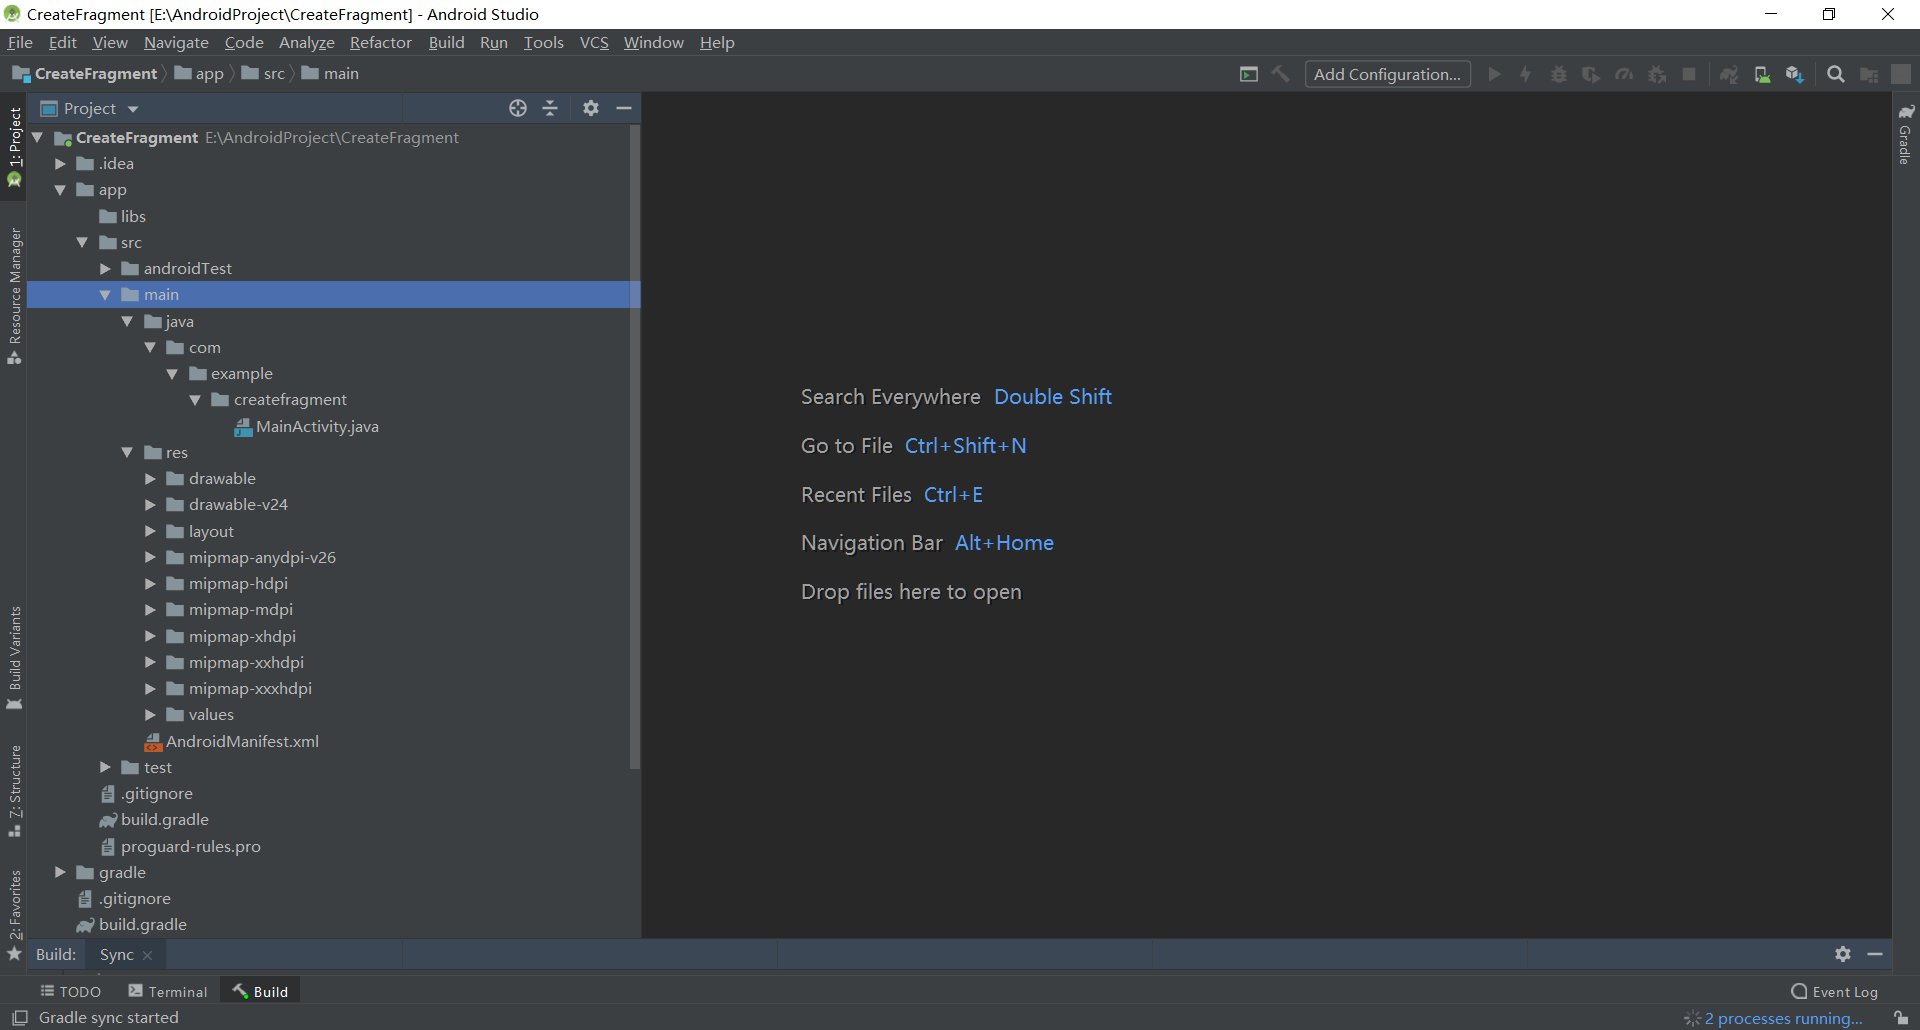 CreateFragment [E:\AndroidProject\CreateFragment] - Android Studio
File Edit View Navigate Code Analyze Refactor Build Run Tools VCS Window Help
CreateFragment app src main
Add Configuration...
Project
CreateFragment E:\AndroidProject\CreateFragment
.idea
app
libs
src
androidTest
main
java
com
example
createfragment
MainActivity.java
res
drawable
drawable-v24
layout
mipmap-anydpi-v26
mipmap-hdpi
mipmap-mdpi
mipmap-xhdpi
mipmap-xxhdpi
mipmap-xxxhdpi
values
AndroidManifest.xml
test
.gitignore
build.gradle
proguard-rules.pro
gradle
.gitignore
build.gradle
1: Project
Resource Manager
Build Variants
7: Structure
2: Favorites
Search Everywhere Double Shift
Go to File Ctrl+Shift+N
Recent Files Ctrl+E
Navigation Bar Alt+Home
Drop files here to open
Gradle
Build: Sync
TODO Terminal Build
Event Log
Gradle sync started
2 processes running...